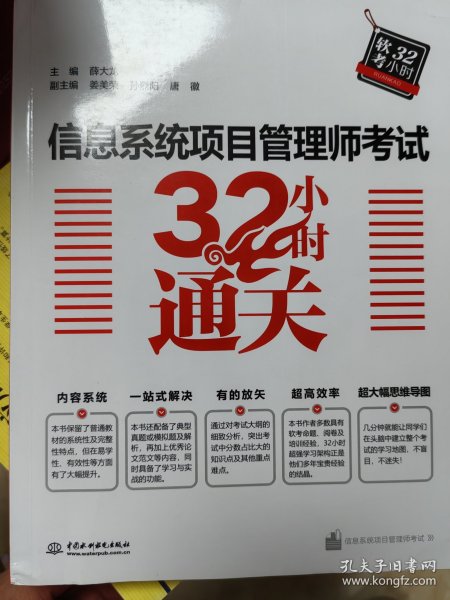 软考
32小时
RUANKAO
主 编 薛大龙
副主编 姜美荣 孙烈阳 唐 徽
信息系统项目管理师考试
32小时
通关
内容系统
本书保留了普通教
材的系统性及完整
性特点，但在易学
性、有效性等方面
有了大幅提升。
一站式解决
本书还配备了典型
真题或模拟题及解
析，再加上优秀论
文范文等内容，同
时具备了学习与实
战的功能。
有的放矢
通过对考试大纲的
细致分析，突出考
试中分数占比大的
知识点及其他重点
难点。
超高效率
本书作者多数具有
软考命题、阅卷及
培训经验，32小时
超强学习架构正是
他们多年宝贵经验
的结晶。
超大幅思维导图
几分钟就能让同学们
在头脑中建立整个考
试的学习地图，不盲
目，不迷失！
中国水利水电出版社
www.waterpub.com.cn
信息系统项目管理师考试
孔夫子旧书网
www.kongfz.com